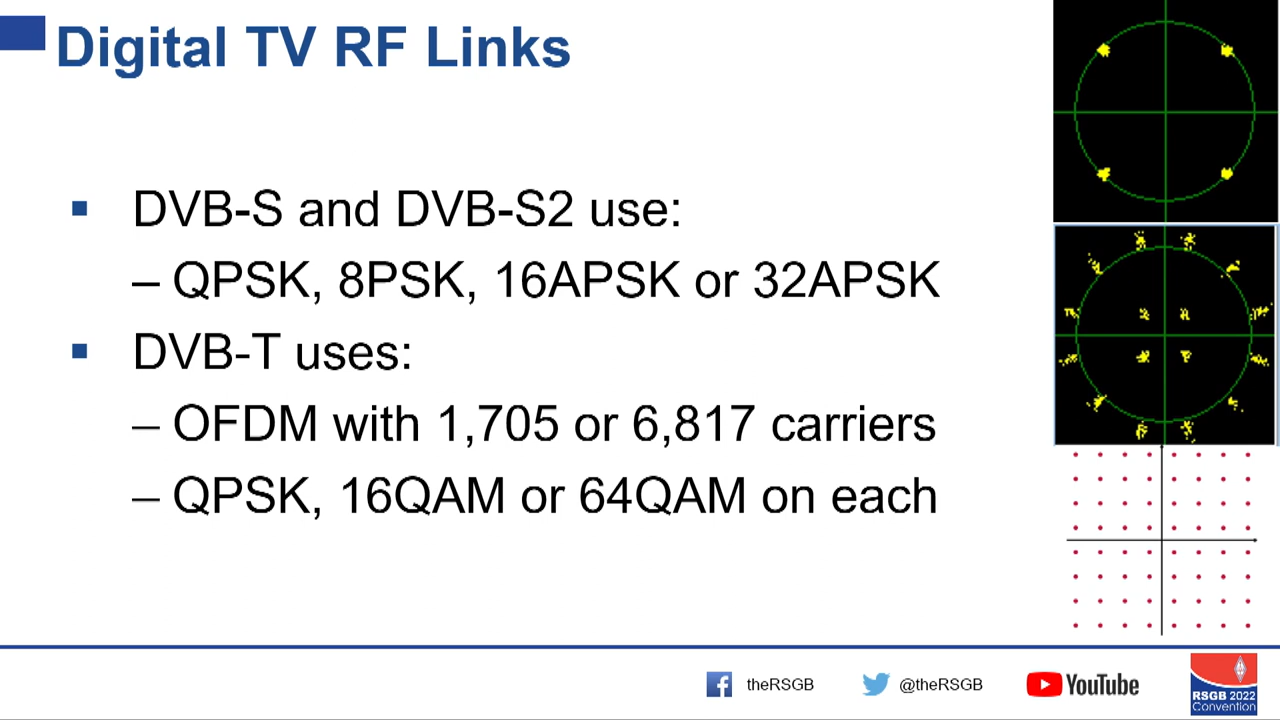 Digital TV RF Links
▪ DVB-S and DVB-S2 use:
– QPSK, 8PSK, 16APSK or 32APSK
▪ DVB-T uses:
– OFDM with 1,705 or 6,817 carriers
– QPSK, 16QAM or 64QAM on each
theRSGB @theRSGB YouTube
RSGB 2022
Convention